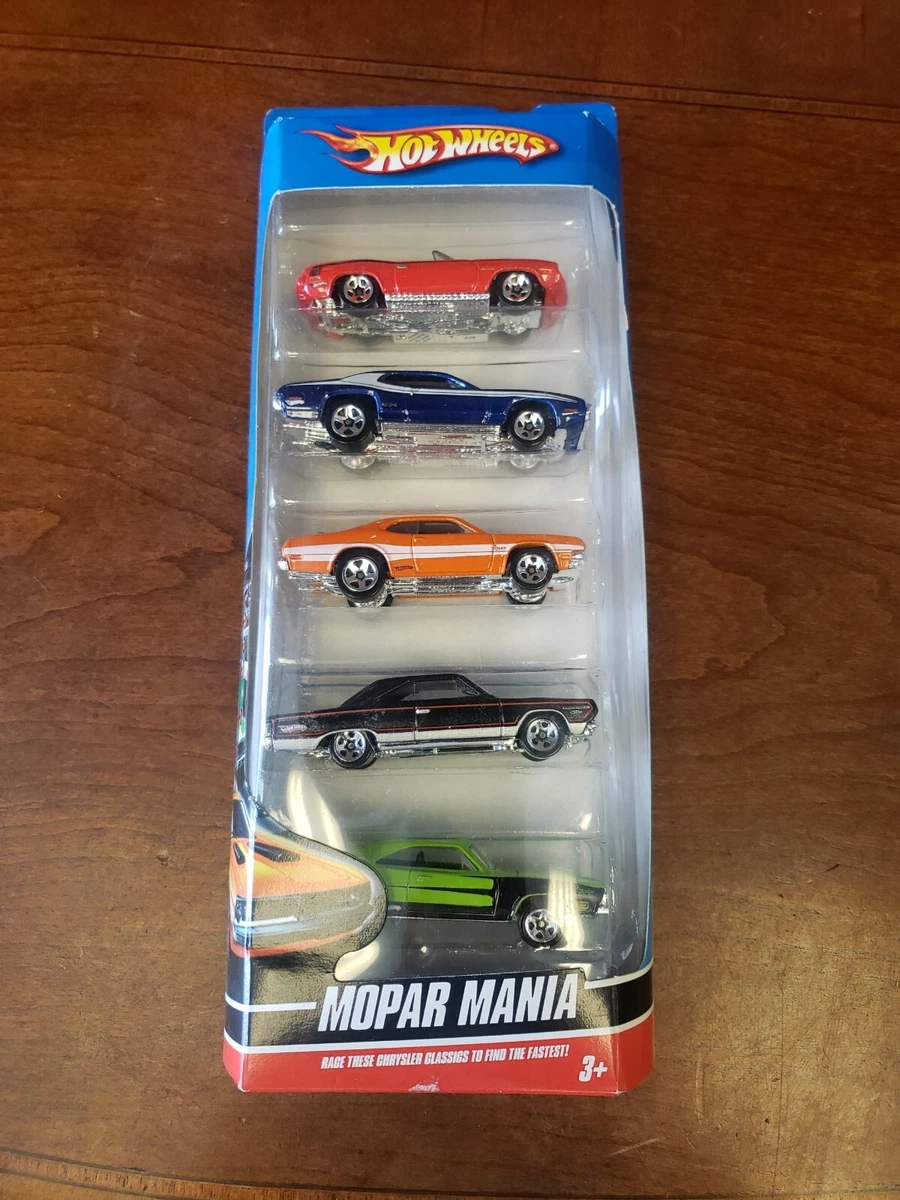 HOT WHEELS
MOPAR MANIA
RACE THESE CHRYSLER CLASSICS TO FIND THE FASTEST!
3+